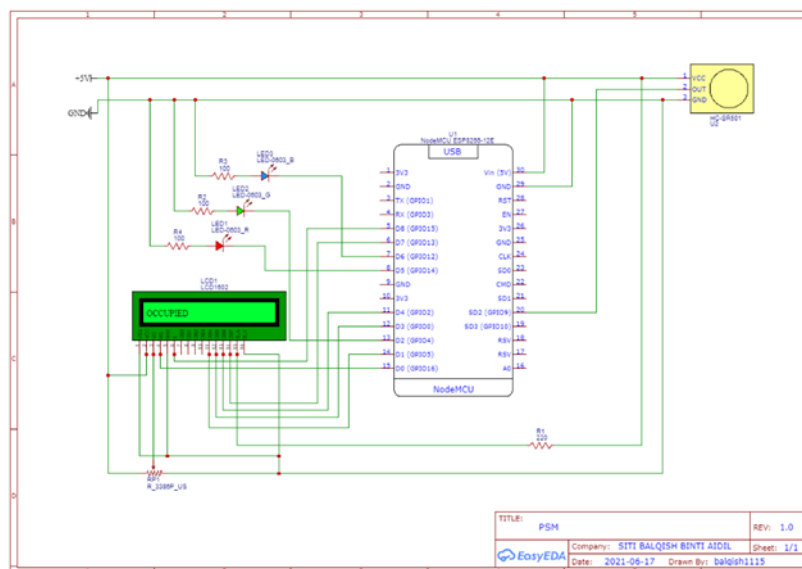 1 2 3 4 5
A
B
C
D
+5V
GND
1 VCC
2 OUT
3 GND
HC-SR501
U2
U1
NodeMCU ESP8266-12E
USB
LED3
LED-0603_B
R3
100
LED2
LED-0603_G
R2
100
LED1
LED-0603_R
R4
100
1 3V3
2 GND
3 TX (GPIO1)
4 RX (GPIO3)
5 D8 (GPIO15)
6 D7 (GPIO13)
7 D6 (GPIO12)
8 D5 (GPIO14)
9 GND
10 3V3
11 D4 (GPIO2)
12 D3 (GPIO0)
13 D2 (GPIO4)
14 D1 (GPIO5)
15 D0 (GPIO16)
Vin (5V) 30
GND 29
RST 28
EN 27
3V3 26
GND 25
CLK 24
SD0 23
CMD 22
SD1 21
SD2 (GPIO9) 20
SD3 (GPIO10) 19
RSV 18
RSV 17
A0 16
NodeMCU
LCD1
LCD1602
OCCUPIED
R1
220
RP1
R_3386P_US
TITLE:
PSM
REV: 1.0
EasyEDA
Company: SITI BALQISH BINTI AIDIL
Sheet: 1/1
Date: 2021-06-17
Drawn By: balqish1115